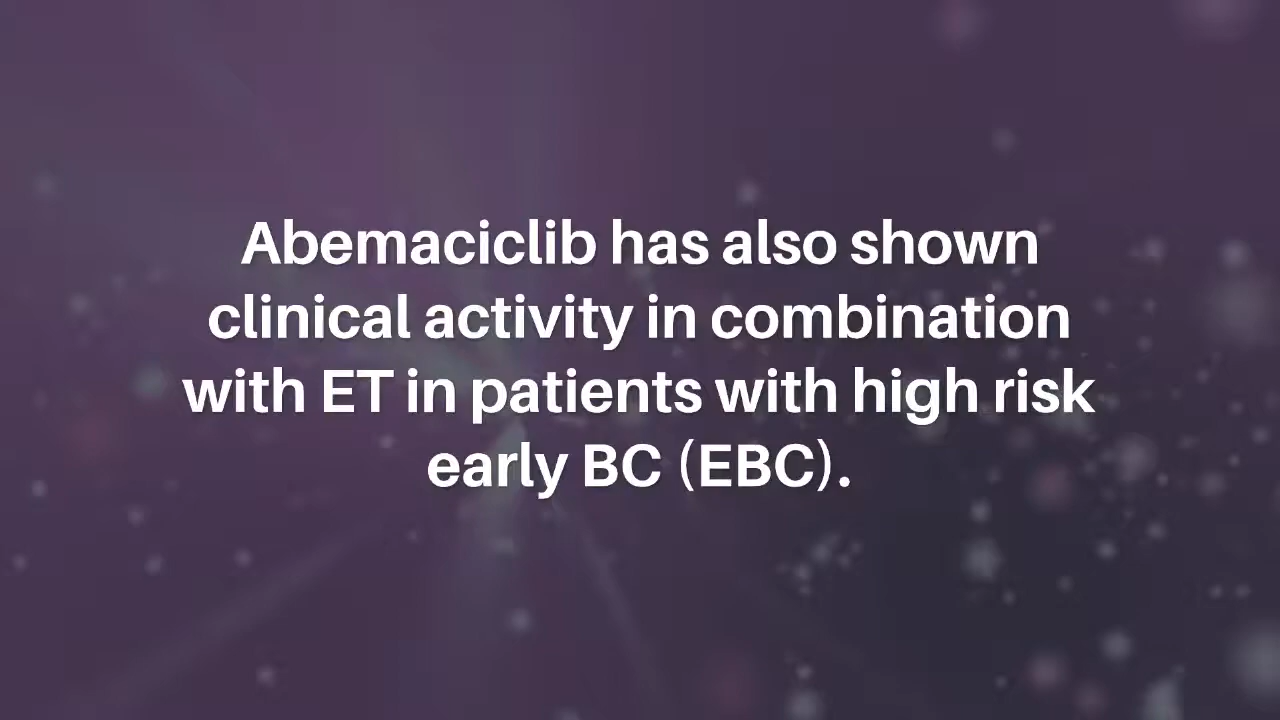 Abemaciclib has also shown
clinical activity in combination
with ET in patients with high risk
early BC (EBC).